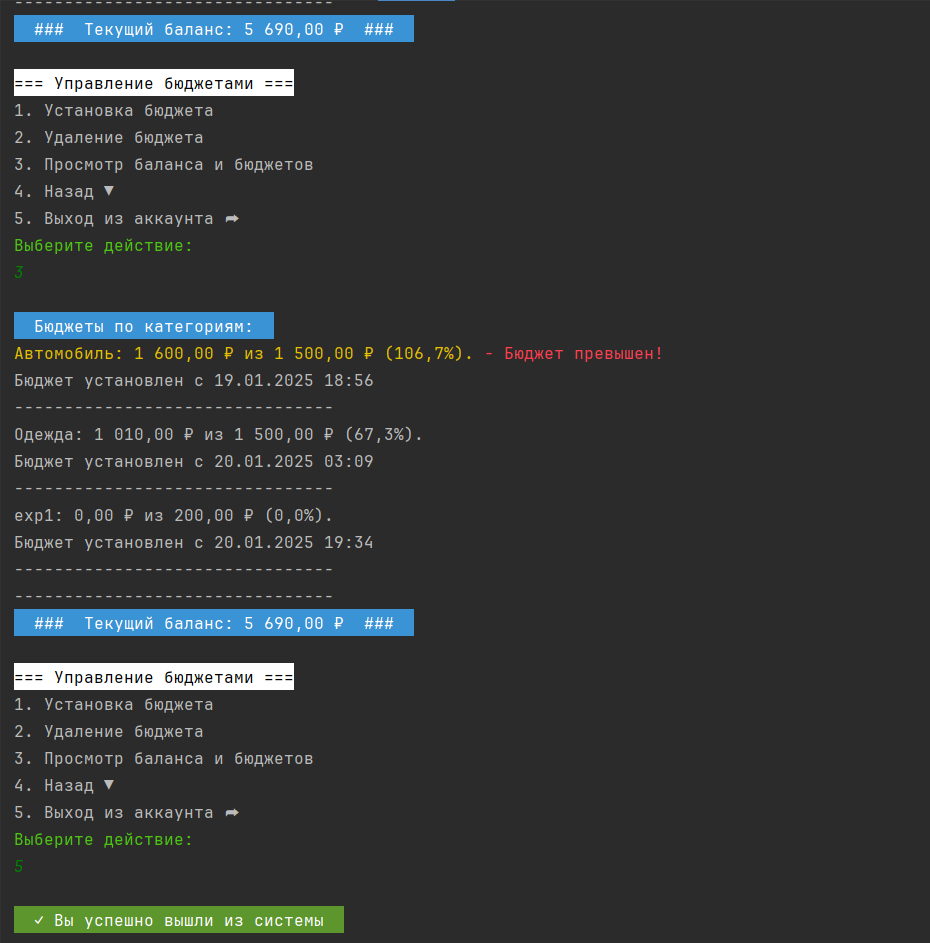 --------------------------------
### Текущий баланс: 5 690,00 ₽ ###
=== Управление бюджетами ===
1. Установка бюджета
2. Удаление бюджета
3. Просмотр баланса и бюджетов
4. Назад ▼
5. Выход из аккаунта ➦
Выберите действие:
3
Бюджеты по категориям:
Автомобиль: 1 600,00 ₽ из 1 500,00 ₽ (106,7%). - Бюджет превышен!
Бюджет установлен с 19.01.2025 18:56
--------------------------------
Одежда: 1 010,00 ₽ из 1 500,00 ₽ (67,3%).
Бюджет установлен с 20.01.2025 03:09
--------------------------------
exp1: 0,00 ₽ из 200,00 ₽ (0,0%).
Бюджет установлен с 20.01.2025 19:34
--------------------------------
--------------------------------
### Текущий баланс: 5 690,00 ₽ ###
=== Управление бюджетами ===
1. Установка бюджета
2. Удаление бюджета
3. Просмотр баланса и бюджетов
4. Назад ▼
5. Выход из аккаунта ➦
Выберите действие:
5
✓ Вы успешно вышли из системы